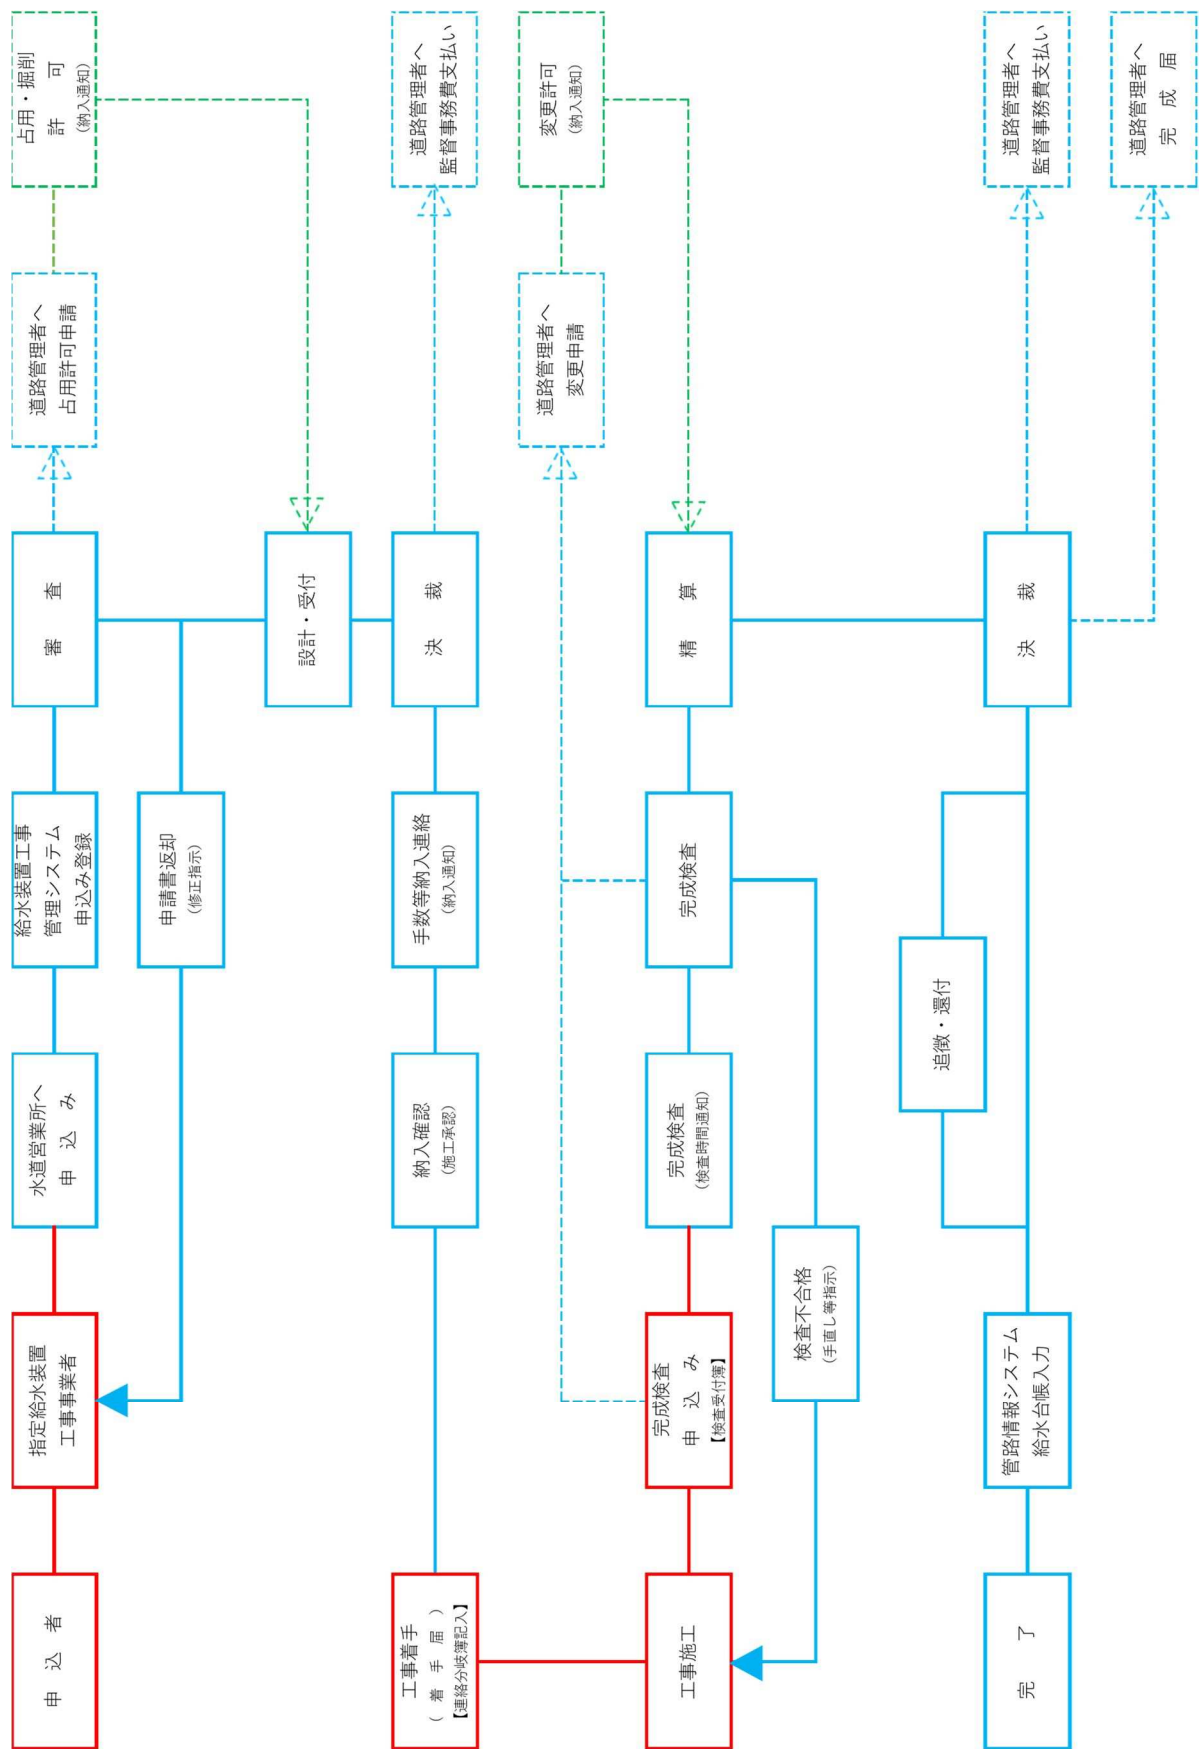 申込者
指定給水装置
工事事業者
水道営業所へ
申込み
給水装置工事
管理システム
申込み登録
審査
道路管理者へ
占用許可申請
占用・掘削
許可
(納入通知)
申請書返却
(修正指示)
設計・受付
工事着手
(着手届)
【連絡分岐簿記入】
納入確認
(施工承認)
手数等納入連絡
(納入通知)
決裁
道路管理者へ
監督事務費支払い
道路管理者へ
変更申請
変更許可
(納入通知)
工事施工
完成検査
申込み
【検査受付簿】
完成検査
(検査時間通知)
完成検査
精算
検査不合格
(手直し等指示)
追徴・還付
完了
管路情報システム
給水台帳入力
決裁
道路管理者へ
監督事務費支払い
道路管理者へ
完成届